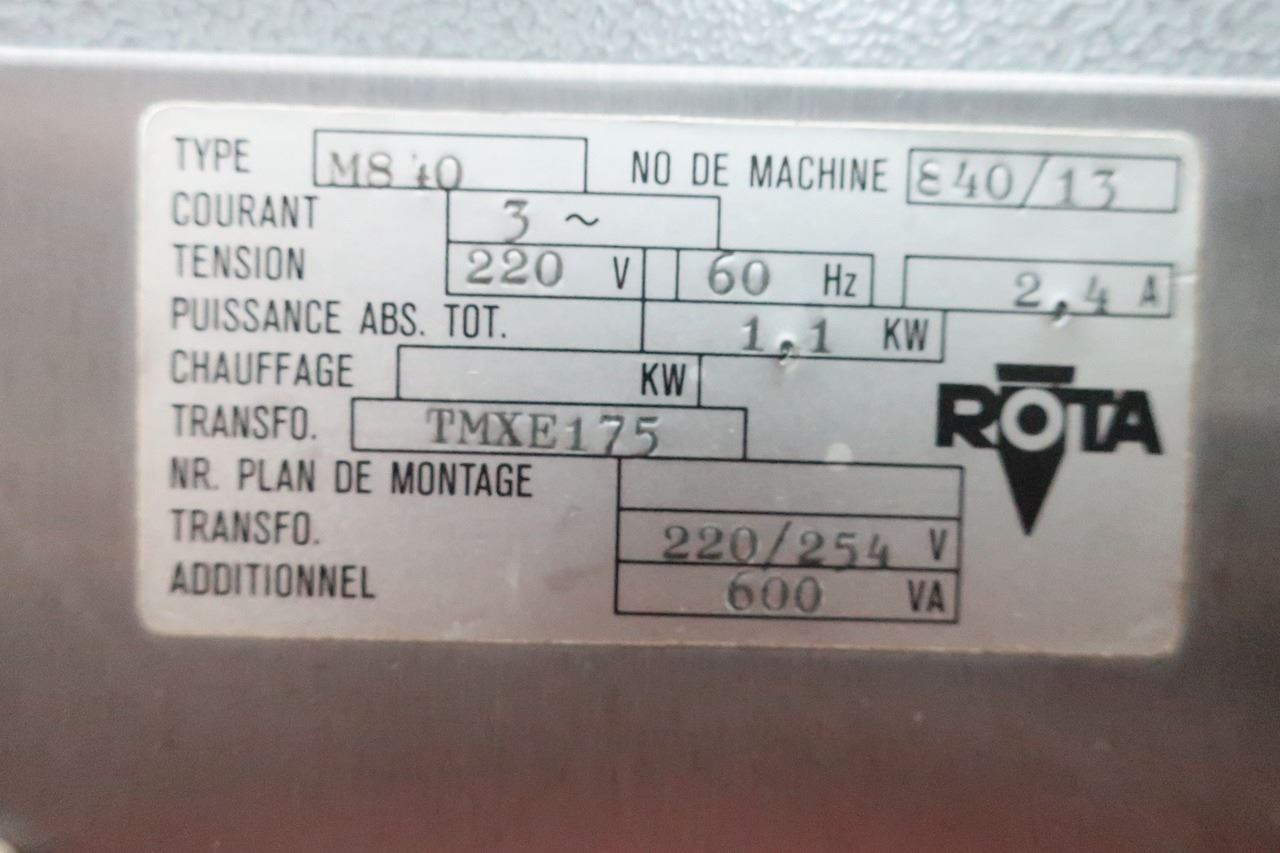 TYPE M840 NO DE MACHINE 840/13
COURANT 3 ~
TENSION 220 V 60 Hz 2,4 A
PUISSANCE ABS. TOT. 1,1 KW
CHAUFFAGE KW
TRANSFO. TMXE175
ROTA
NR. PLAN DE MONTAGE
TRANSFO. 220/254 V
ADDITIONNEL 600 VA